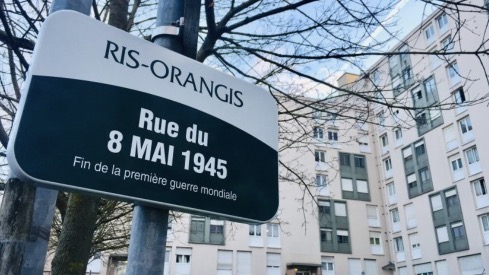 RIS-ORANGIS
Rue du
8 MAI 1945
Fin de la première guerre mondiale